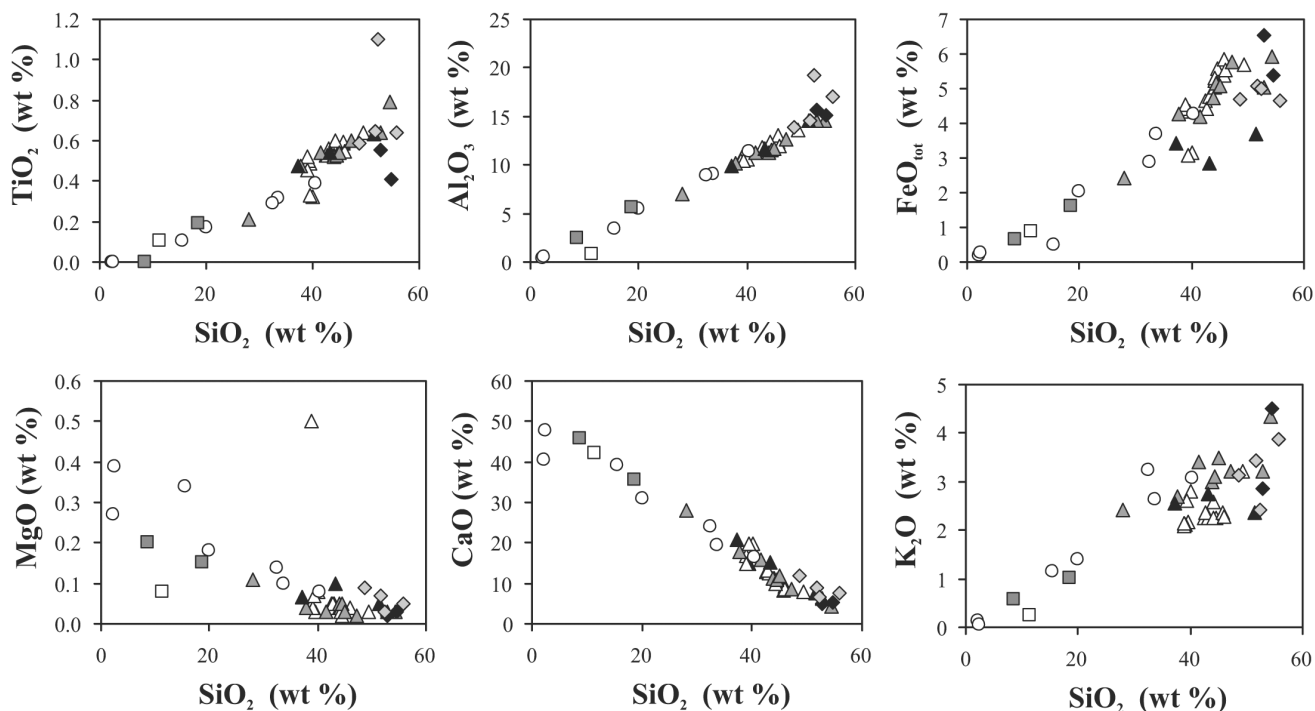 TiO₂ (wt %)
1.2
1.0
0.8
0.6
0.4
0.2
0.0
0 20 40 60
SiO₂ (wt %)
Al₂O₃ (wt %)
25
20
15
10
5
0
0 20 40 60
SiO₂ (wt %)
FeO tot (wt %)
7
6
5
4
3
2
1
0
0 20 40 60
SiO₂ (wt %)
MgO (wt %)
0.6
0.5
0.4
0.3
0.2
0.1
0.0
0 20 40 60
SiO₂ (wt %)
CaO (wt %)
60
50
40
30
20
10
0
0 20 40 60
SiO₂ (wt %)
K₂O (wt %)
5
4
3
2
1
0
0 20 40 60
SiO₂ (wt %)